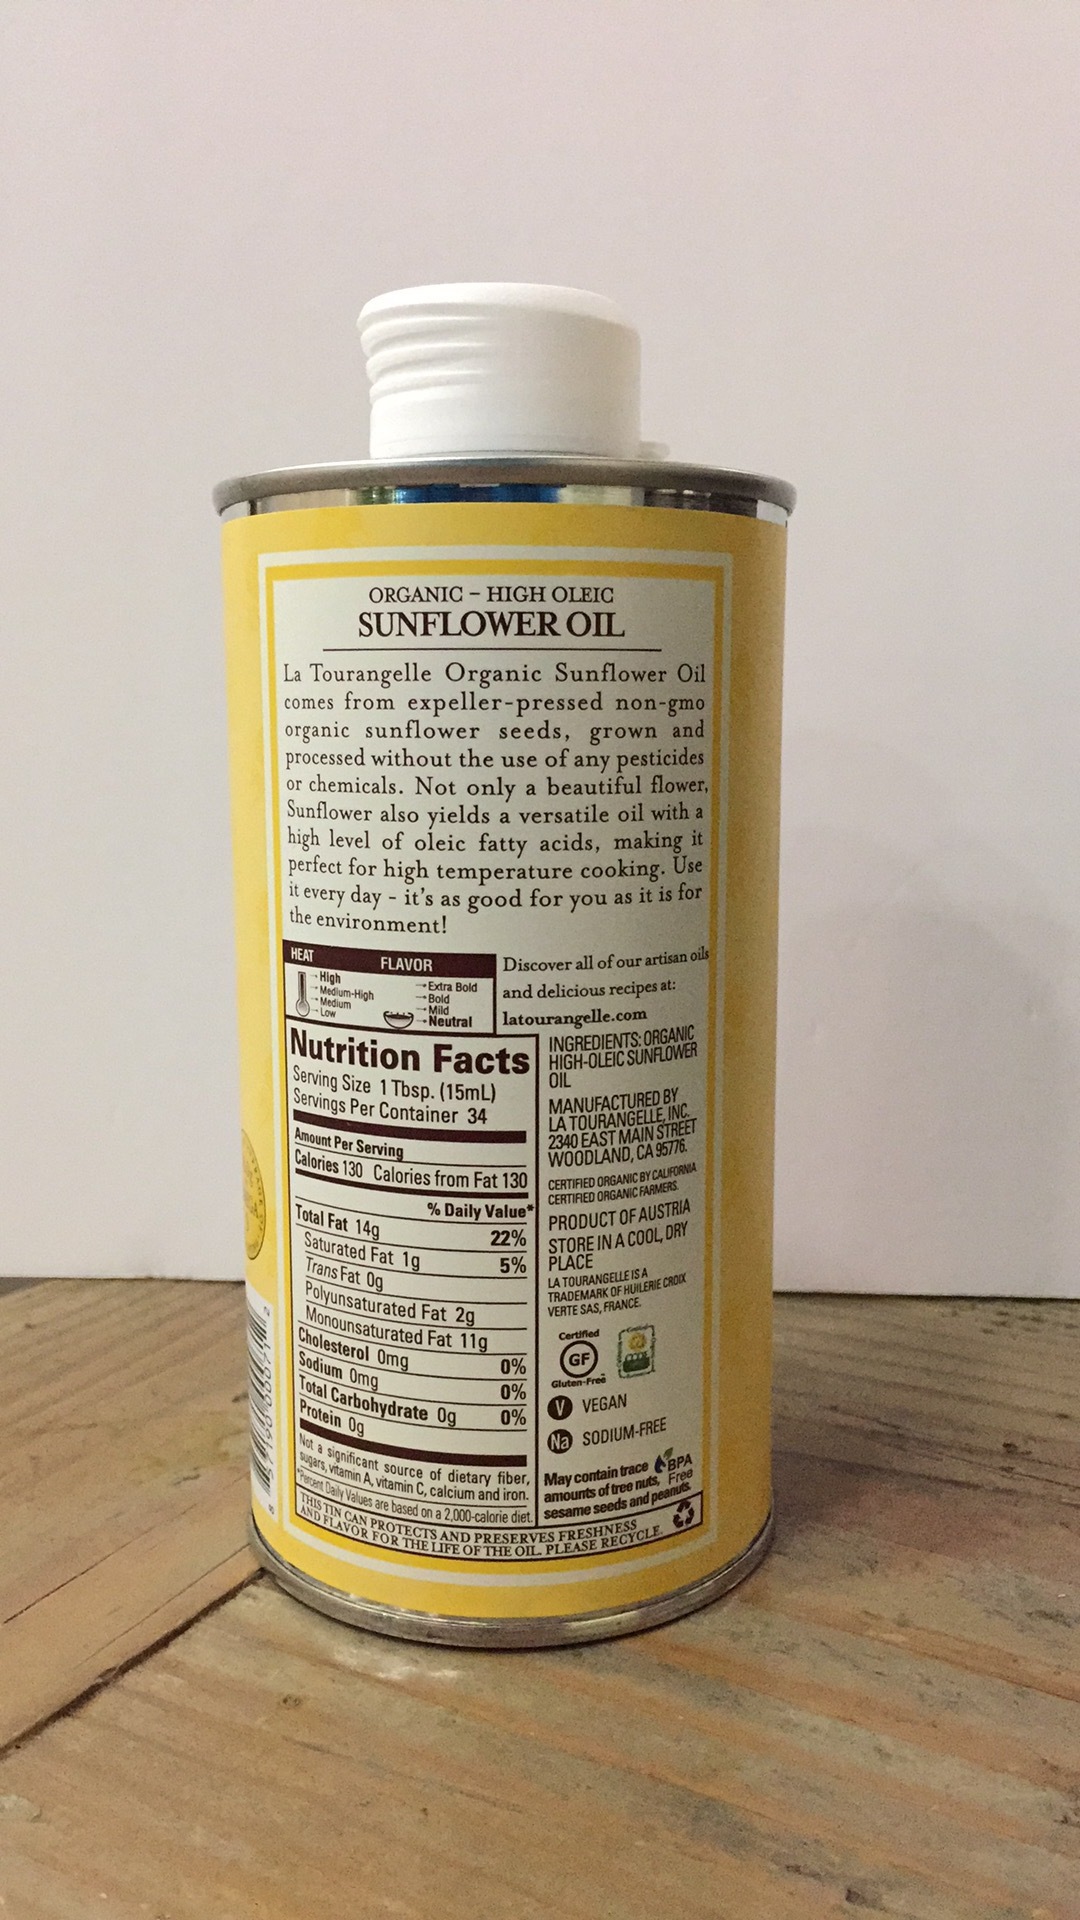 ORGANIC – HIGH OLEIC
SUNFLOWER OIL
La Tourangelle Organic Sunflower Oil
comes from expeller-pressed non-gmo
organic sunflower seeds, grown and
processed without the use of any pesticides
or chemicals. Not only a beautiful flower,
Sunflower also yields a versatile oil with a
high level of oleic fatty acids, making it
perfect for high temperature cooking. Use
it every day - it's as good for you as it is for
the environment!
HEAT
High
Medium-High
Medium
Low
FLAVOR
Extra Bold
Bold
Mild
Neutral
Discover all of our artisan oils
and delicious recipes at:
latourangelle.com
Nutrition Facts
Serving Size 1 Tbsp. (15mL)
Servings Per Container 34
Amount Per Serving
Calories 130 Calories from Fat 130
% Daily Value*
Total Fat 14g 22%
Saturated Fat 1g 5%
Trans Fat 0g
Polyunsaturated Fat 2g
Monounsaturated Fat 11g
Cholesterol 0mg 0%
Sodium 0mg 0%
Total Carbohydrate 0g 0%
Protein 0g
Not a significant source of dietary fiber,
sugars, vitamin A, vitamin C, calcium and iron.
*Percent Daily Values are based on a 2,000-calorie diet.
INGREDIENTS: ORGANIC
HIGH-OLEIC SUNFLOWER
OIL
MANUFACTURED BY
LA TOURANGELLE, INC.
2340 EAST MAIN STREET
WOODLAND, CA 95776.
CERTIFIED ORGANIC BY CALIFORNIA
CERTIFIED ORGANIC FARMERS.
PRODUCT OF AUSTRIA
STORE IN A COOL, DRY
PLACE
LA TOURANGELLE IS A
TRADEMARK OF HUILERIE CROIX
VERTE SAS, FRANCE.
Certified
GF
Gluten-Free
V VEGAN
Na SODIUM-FREE
May contain trace
amounts of tree nuts,
sesame seeds and peanuts.
BPA
Free
THIS TIN CAN PROTECTS AND PRESERVES FRESHNESS
AND FLAVOR FOR THE LIFE OF THE OIL. PLEASE RECYCLE.